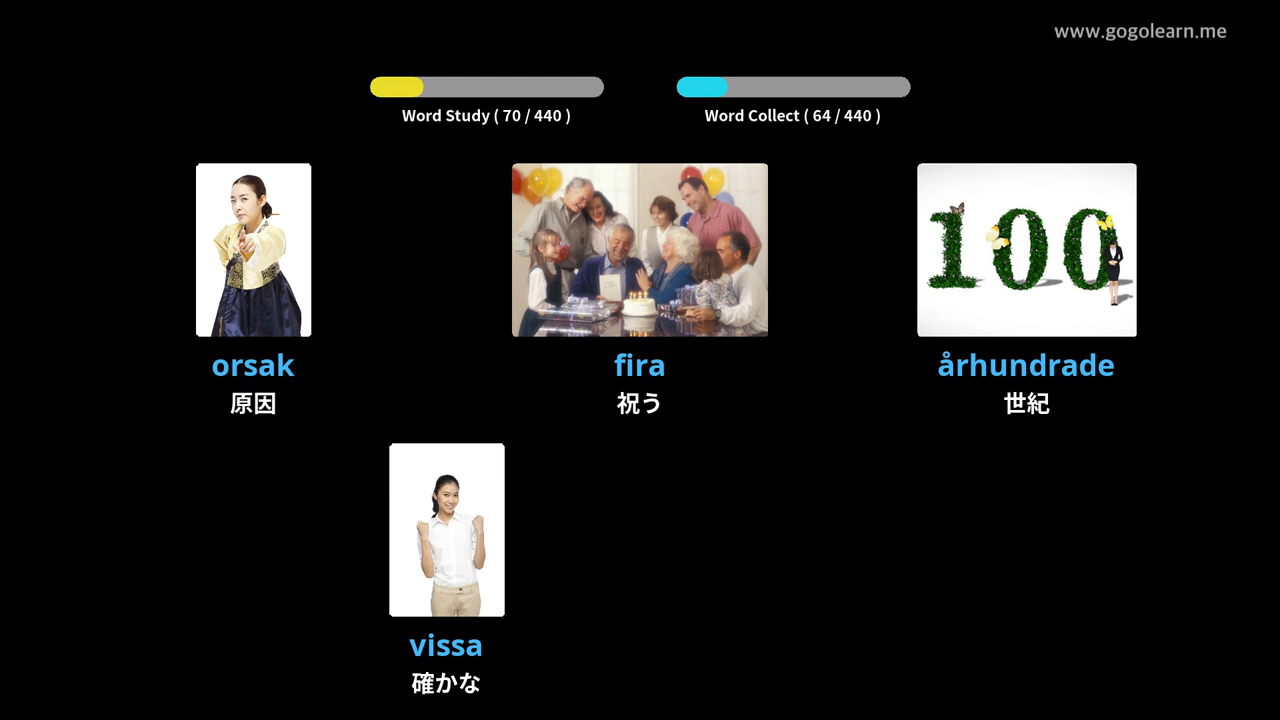 www.gogolearn.me
Word Study ( 70 / 440 )
Word Collect ( 64 / 440 )
orsak
原因
fira
祝う
århundrade
世紀
vissa
確かな